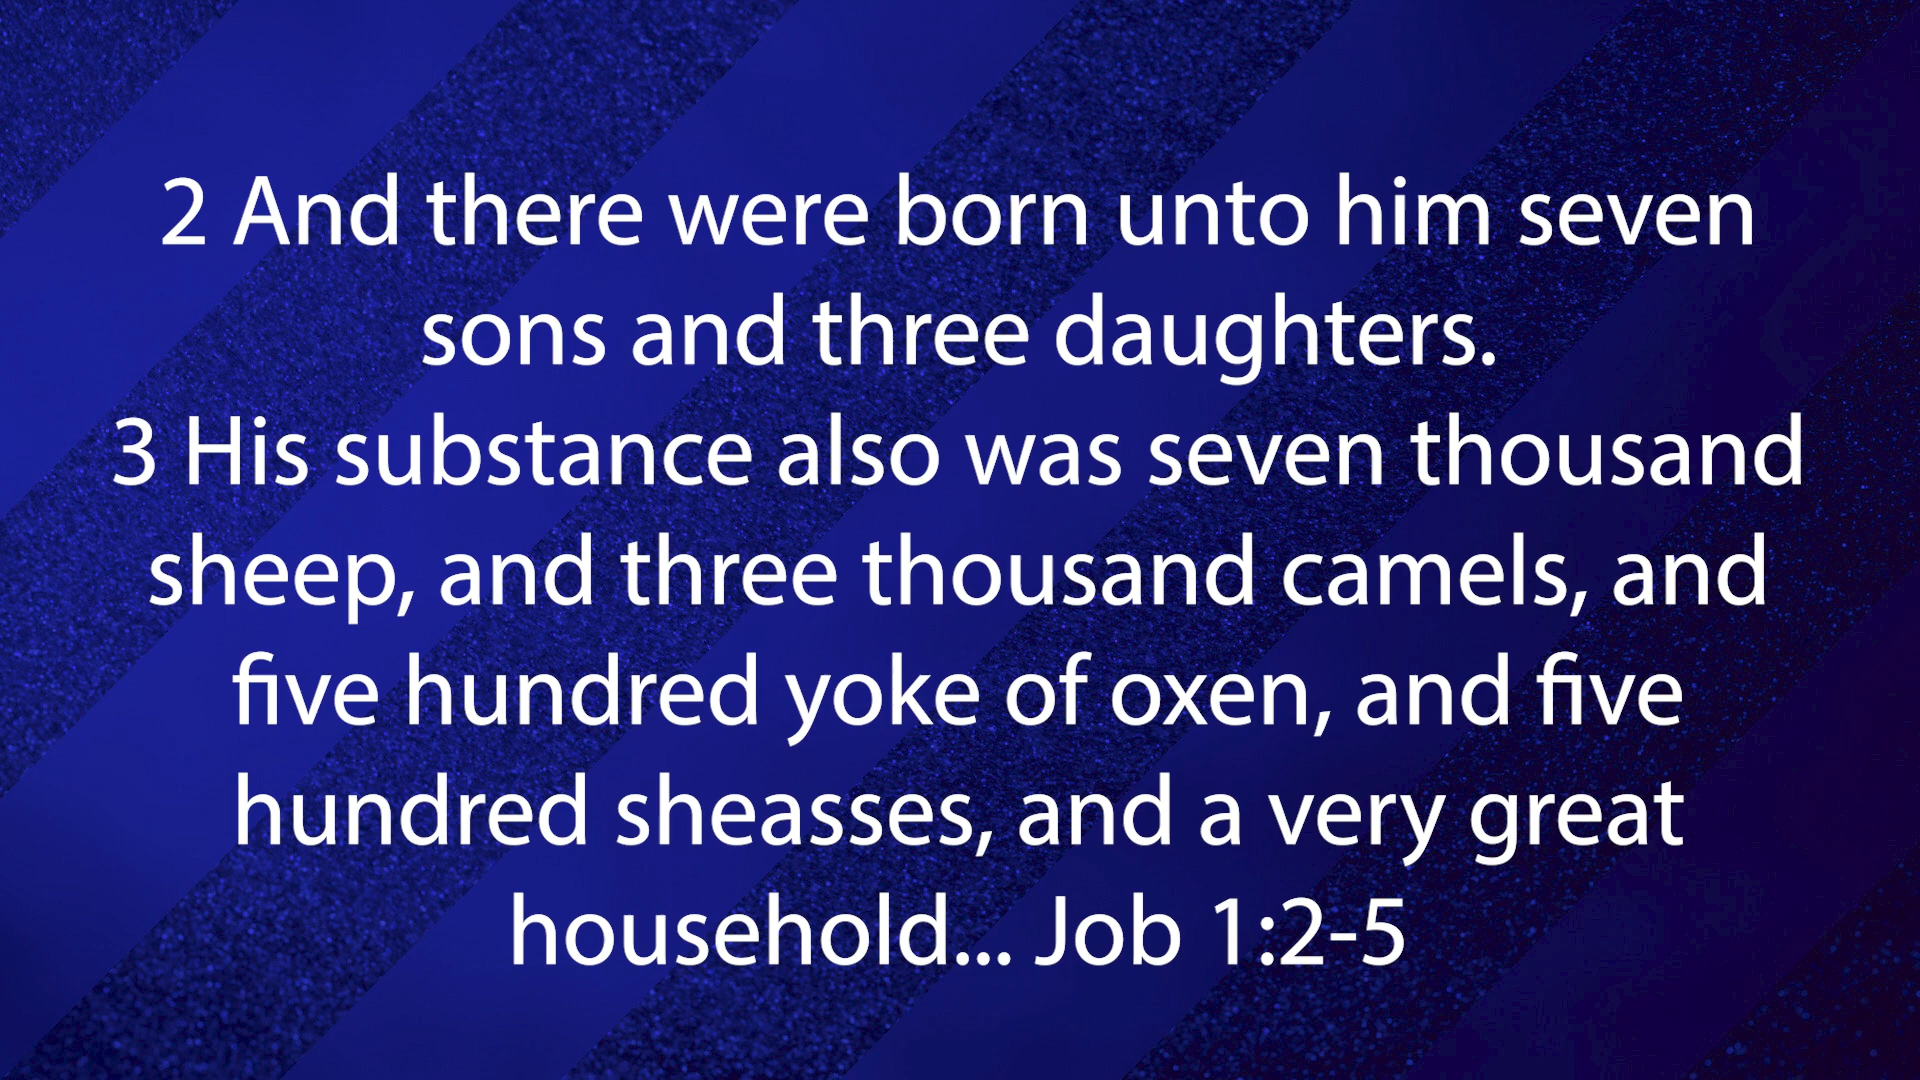 2 And there were born unto him seven
sons and three daughters.
3 His substance also was seven thousand
sheep, and three thousand camels, and
five hundred yoke of oxen, and five
hundred sheasses, and a very great
household... Job 1:2-5